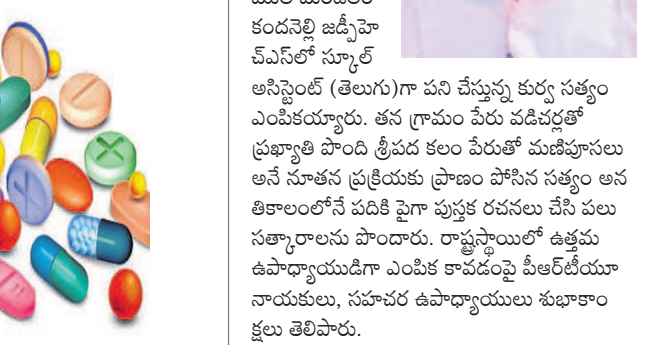 కందనెల్లి జడ్పీహె
చ్ఎస్‌లో స్కూల్
అసిస్టెంట్ (తెలుగు)గా పని చేస్తున్న కుర్వ సత్యం
ఎంపికయ్యారు. తన గ్రామం పేరు వడిచర్లతో
ప్రఖ్యాతి పొంది శ్రీపద కలం పేరుతో మణిపూసలు
అనే నూతన ప్రక్రియకు ప్రాణం పోసిన సత్యం అన
తికాలంలోనే పదికి పైగా పుస్తక రచనలు చేసి పలు
సత్కారాలను పొందారు. రాష్ట్రస్థాయిలో ఉత్తమ
ఉపాధ్యాయుడిగా ఎంపిక కావడంపై పీఆర్‌టీయూ
నాయకులు, సహచర ఉపాధ్యాయులు శుభాకాం
క్షలు తెలిపారు.